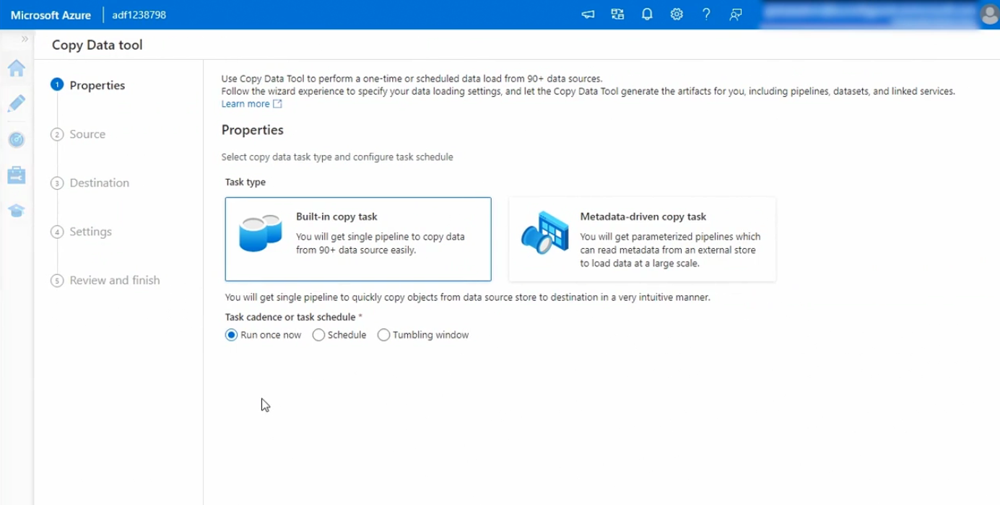 Microsoft Azure
adf1238798
Copy Data tool
1 Properties
2 Source
3 Destination
4 Settings
5 Review and finish
Use Copy Data Tool to perform a one-time or scheduled data load from 90+ data sources.
Follow the wizard experience to specify your data loading settings, and let the Copy Data Tool generate the artifacts for you, including pipelines, datasets, and linked services.
Learn more
Properties
Select copy data task type and configure task schedule
Task type
Built-in copy task
You will get single pipeline to copy data
from 90+ data source easily.
Metadata-driven copy task
You will get parameterized pipelines which
can read metadata from an external store
to load data at a large scale.
You will get single pipeline to quickly copy objects from data source store to destination in a very intuitive manner.
Task cadence or task schedule *
Run once now Schedule Tumbling window